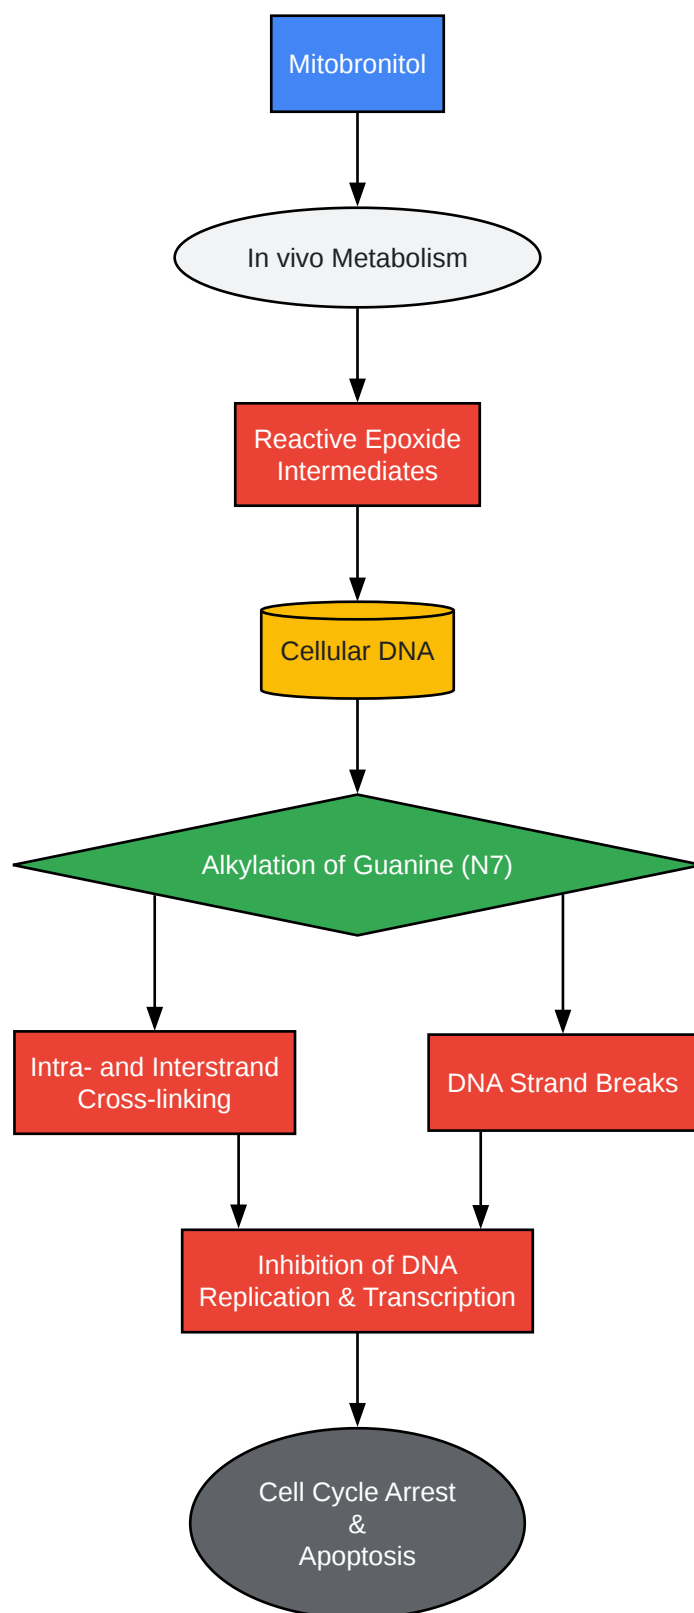 Mitobronitol
In vivo Metabolism
Reactive Epoxide
Intermediates
Cellular DNA
Alkylation of Guanine (N7)
Intra- and Interstrand
Cross-linking
DNA Strand Breaks
Inhibition of DNA
Replication & Transcription
Cell Cycle Arrest
&
Apoptosis